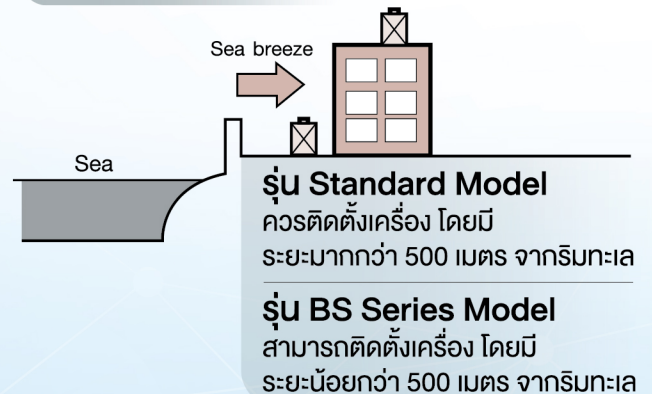 Sea breeze
Sea
รุ่น Standard Model
ควรติดตั้งเครื่อง โดยมี
ระยะมากกว่า 500 เมตร จากริมทะเล
รุ่น BS Series Model
สามารถติดตั้งเครื่อง โดยมี
ระยะน้อยกว่า 500 เมตร จากริมทะเล